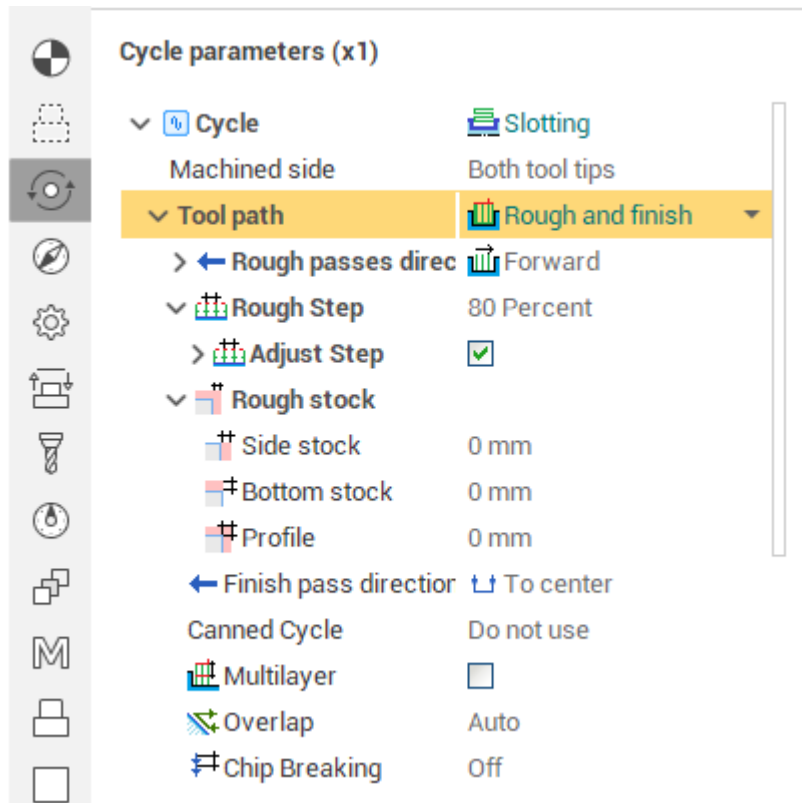 Cycle parameters (x1)
Cycle Slotting
Machined side Both tool tips
Tool path Rough and finish
Rough passes direc Forward
Rough Step 80 Percent
Adjust Step
Rough stock
Side stock 0 mm
Bottom stock 0 mm
Profile 0 mm
Finish pass direction To center
Canned Cycle Do not use
Multilayer
Overlap Auto
Chip Breaking Off